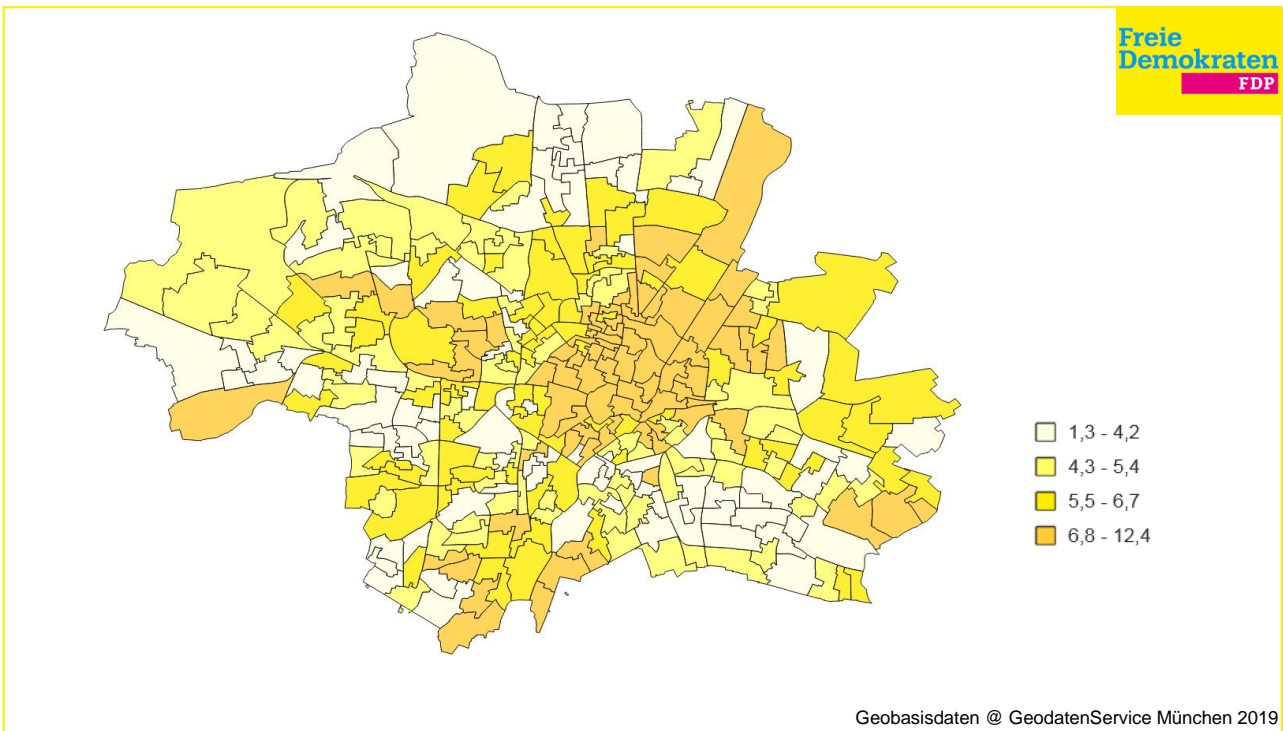 Freie
Demokraten
FDP
1,3 - 4,2
4,3 - 5,4
5,5 - 6,7
6,8 - 12,4
Geobasisdaten @ GeodatenService München 2019